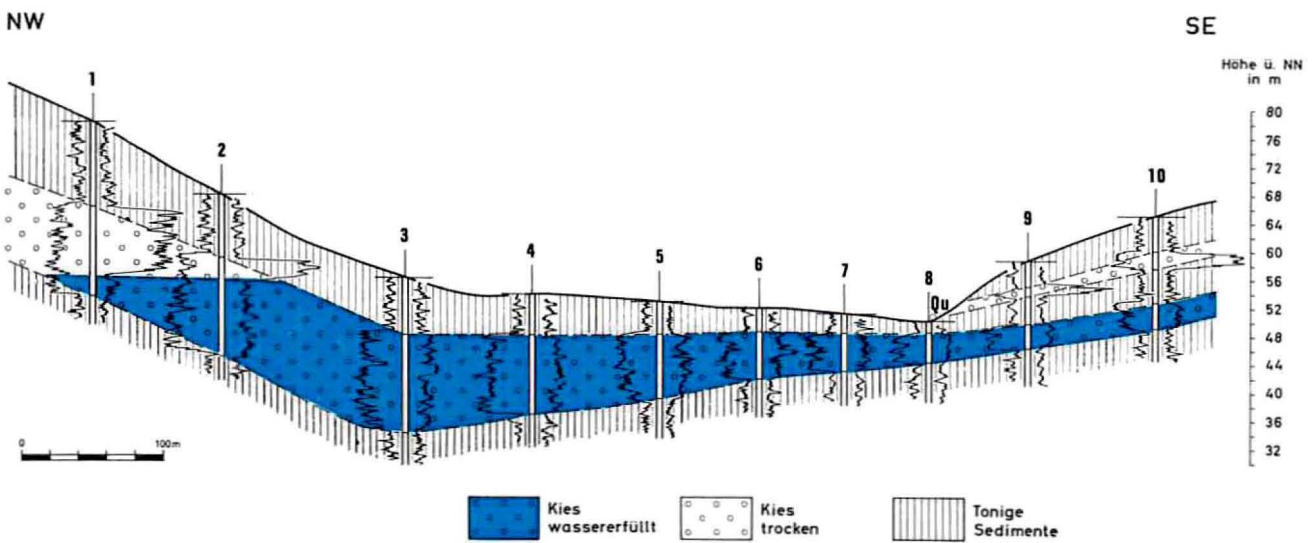 NW
SE
Höhe ü. NN
in m
1
2
3
4
5
6
7
8
Qu
9
10
80
76
72
68
64
60
56
52
48
44
40
36
32
0
100m
Kies
wassererfüllt
Kies
trocken
Tonige
Sedimente